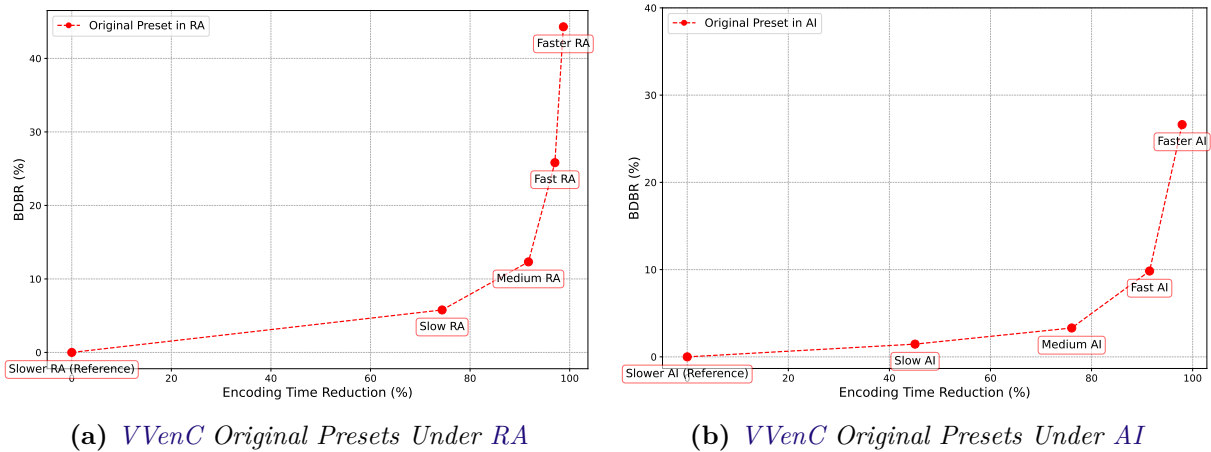 Original Preset in RA
Faster RA
Fast RA
Medium RA
Slow RA
Slower RA (Reference)
BDBR (%)
40
30
20
10
0
0 20 40 60 80 100
Encoding Time Reduction (%)
(a) VVenC Original Presets Under RA
Original Preset in AI
Faster AI
Fast AI
Medium AI
Slow AI
Slower AI (Reference)
BDBR (%)
40
30
20
10
0
0 20 40 60 80 100
Encoding Time Reduction (%)
(b) VVenC Original Presets Under AI